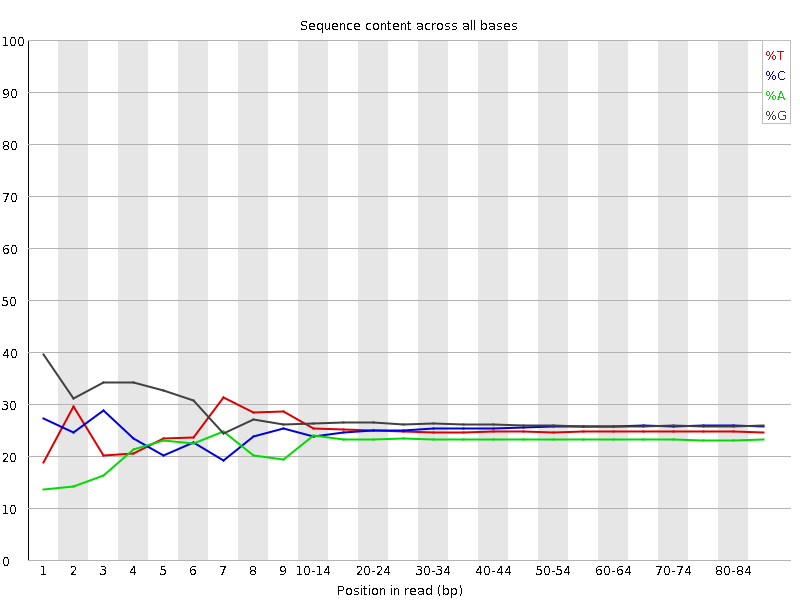 Sequence content across all bases
100
90
80
70
60
50
40
30
20
10
0
%T
%C
%A
%G
1 2 3 4 5 6 7 8 9 10-14 20-24 30-34 40-44 50-54 60-64 70-74 80-84
Position in read (bp)